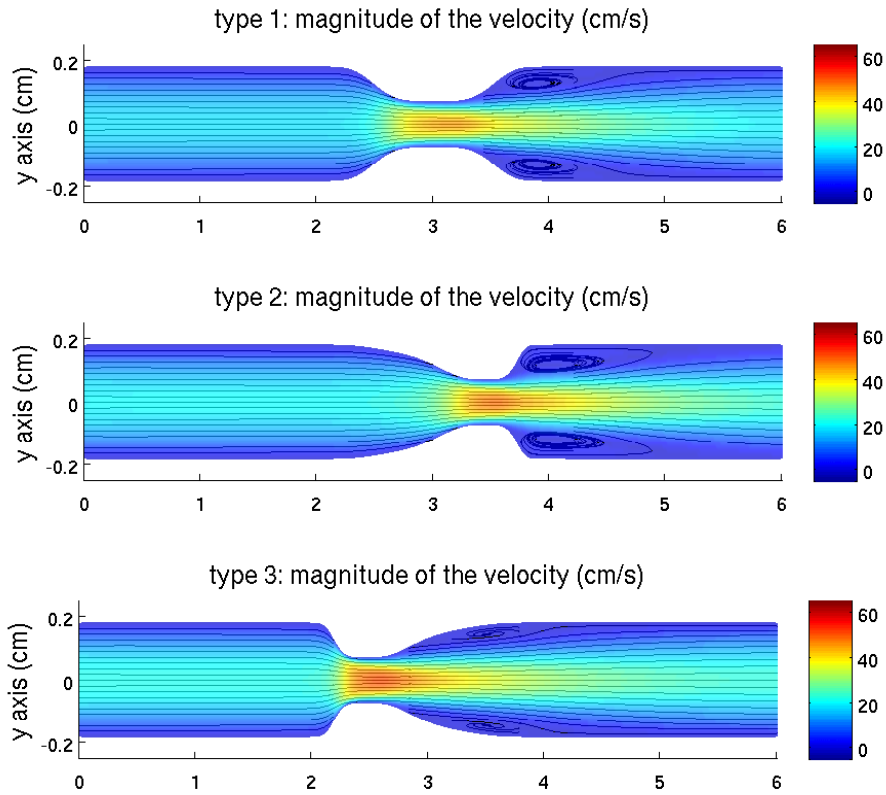 type 1: magnitude of the velocity (cm/s)
y axis (cm)
0.2
0
-0.2
0 1 2 3 4 5 6
60
40
20
0
type 2: magnitude of the velocity (cm/s)
y axis (cm)
0.2
0
-0.2
0 1 2 3 4 5 6
60
40
20
0
type 3: magnitude of the velocity (cm/s)
y axis (cm)
0.2
0
-0.2
0 1 2 3 4 5 6
60
40
20
0